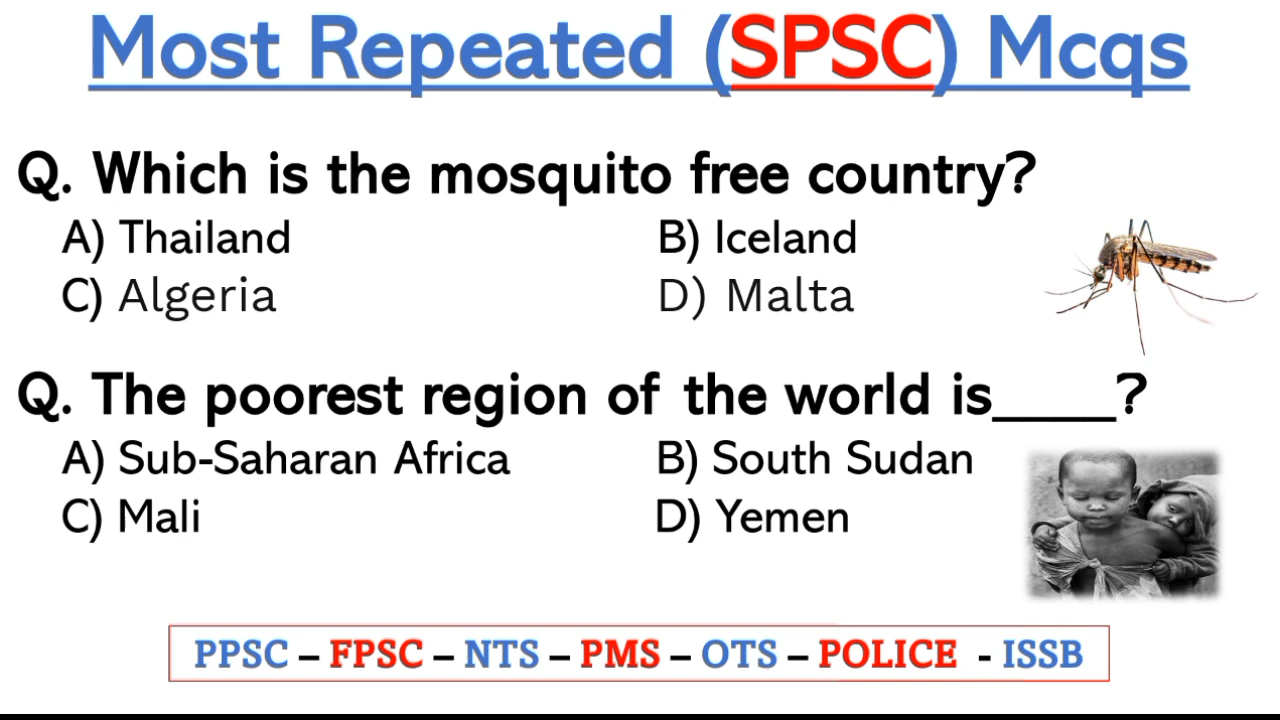 Most Repeated (SPSC) Mcqs
Q. Which is the mosquito free country?
A) Thailand B) Iceland
C) Algeria D) Malta
Q. The poorest region of the world is____?
A) Sub-Saharan Africa B) South Sudan
C) Mali D) Yemen
PPSC – FPSC – NTS – PMS – OTS – POLICE - ISSB